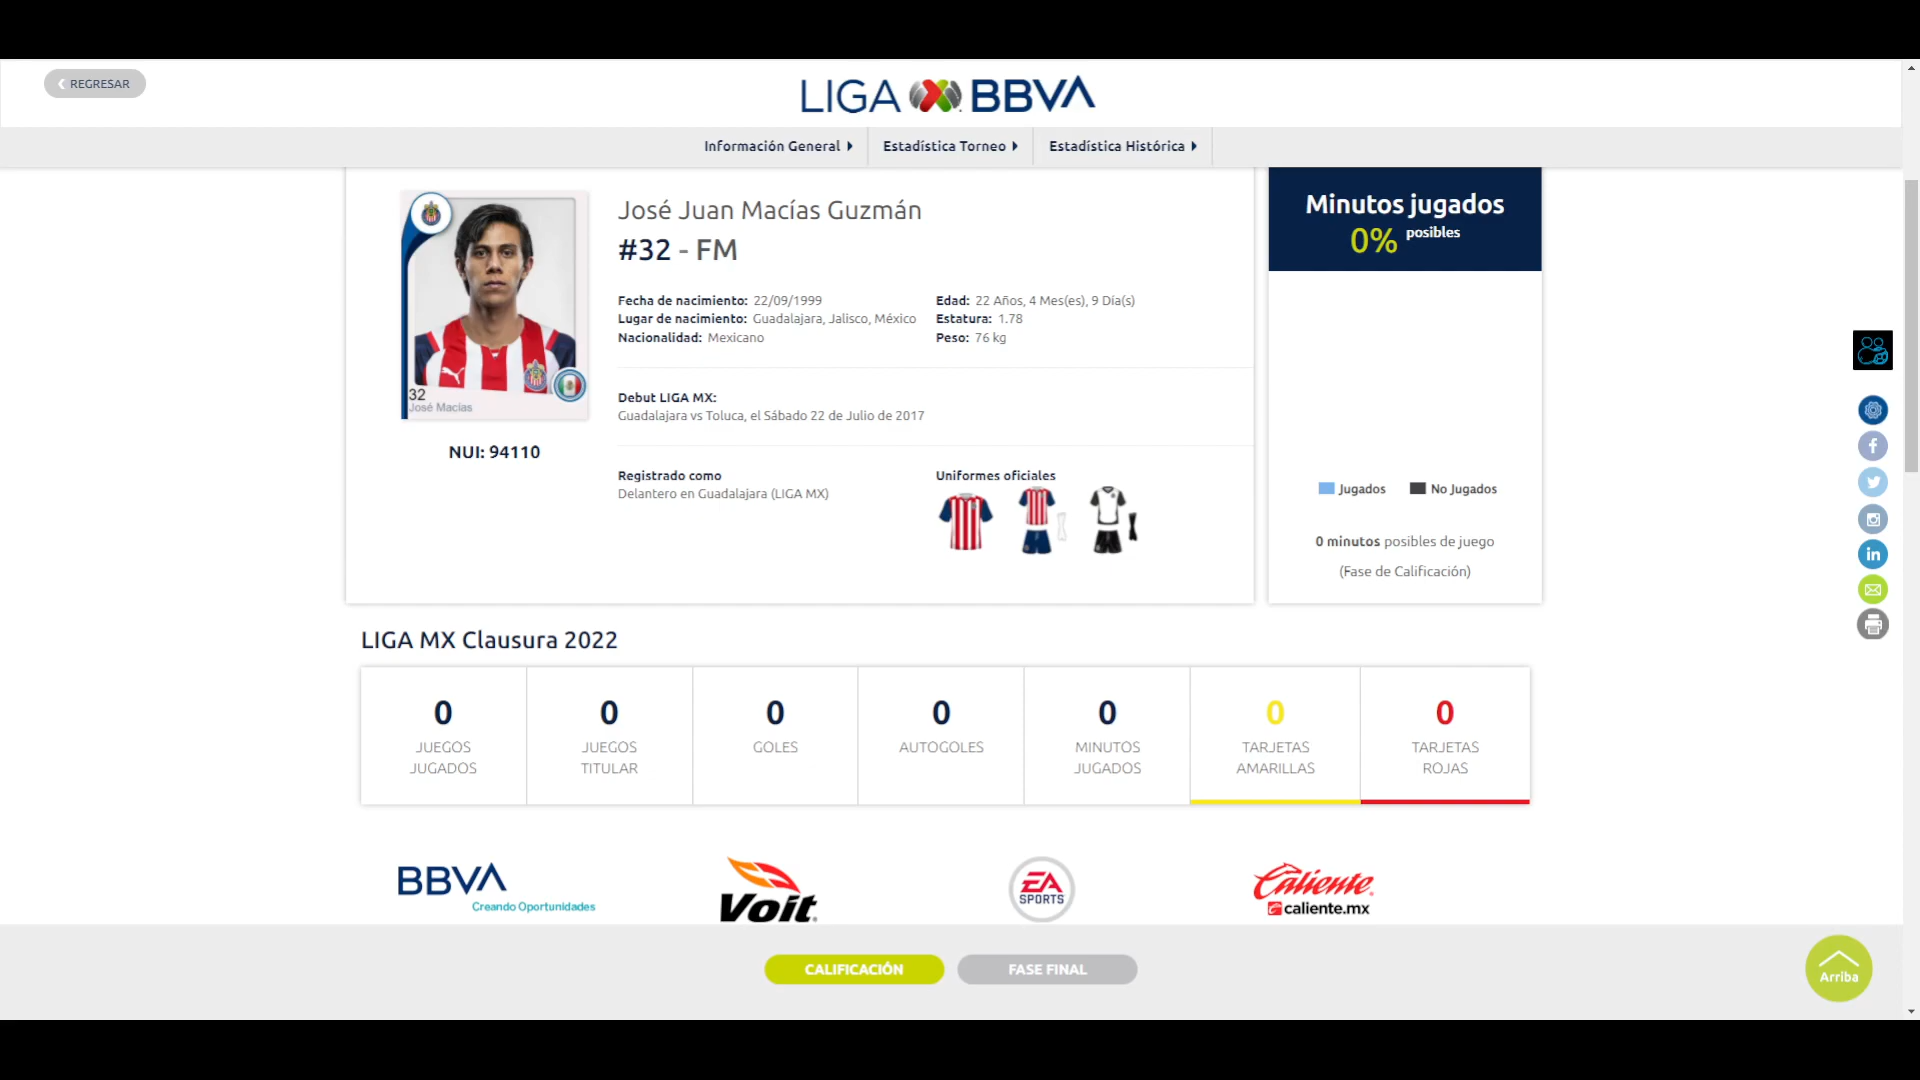 REGRESAR
LIGA BBVA
Información General
Estadística Torneo
Estadística Histórica
José Juan Macías Guzmán
#32 - FM
Fecha de nacimiento: 22/09/1999
Edad: 22 Años, 4 Mes(es), 9 Día(s)
Lugar de nacimiento: Guadalajara, Jalisco, México
Estatura: 1.78
Nacionalidad: Mexicano
Peso: 76 kg
32
José Macías
NUI: 94110
Debut LIGA MX:
Guadalajara vs Toluca, el Sábado 22 de Julio de 2017
Registrado como
Delantero en Guadalajara (LIGA MX)
Uniformes oficiales
Minutos jugados
0% posibles
Jugados
No Jugados
0 minutos posibles de juego
(Fase de Calificación)
LIGA MX Clausura 2022
0
JUEGOS
JUGADOS
0
JUEGOS
TITULAR
0
GOLES
0
AUTOGOLES
0
MINUTOS
JUGADOS
0
TARJETAS
AMARILLAS
0
TARJETAS
ROJAS
BBVA
Creando Oportunidades
Voit
EA
SPORTS
Caliente
caliente.mx
CALIFICACIÓN
FASE FINAL
Arriba